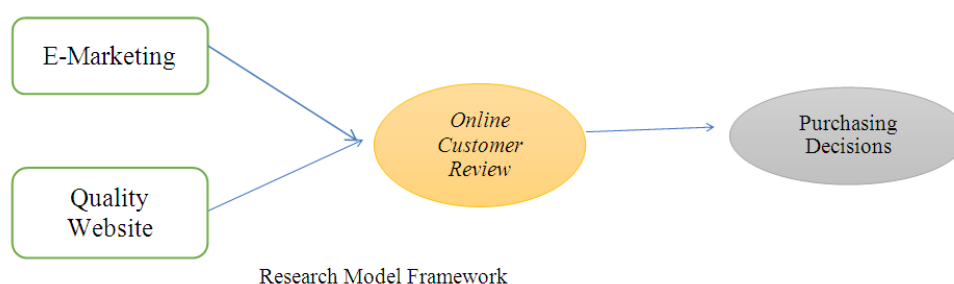 E-Marketing
Quality
Website
Online
Customer
Review
Purchasing
Decisions
Research Model Framework